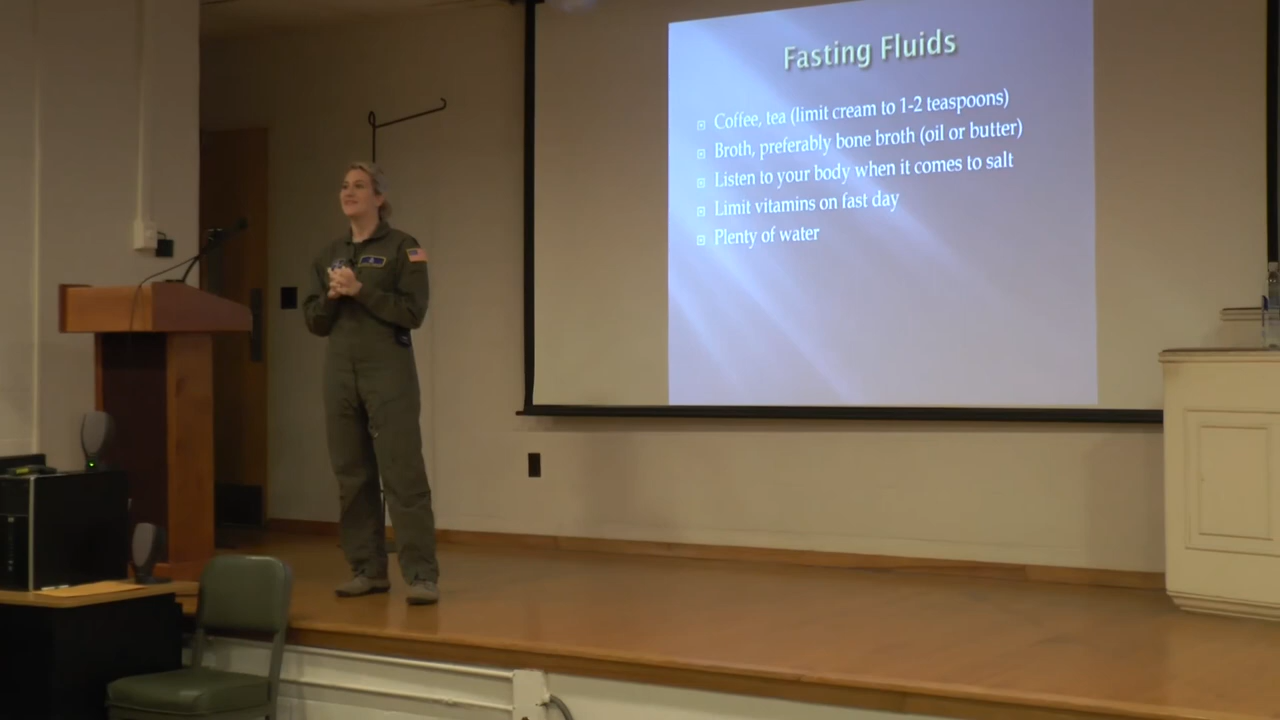 Fasting Fluids
Coffee, tea (limit cream to 1-2 teaspoons)
Broth, preferably bone broth (oil or butter)
Listen to your body when it comes to salt
Limit vitamins on fast day
Plenty of water